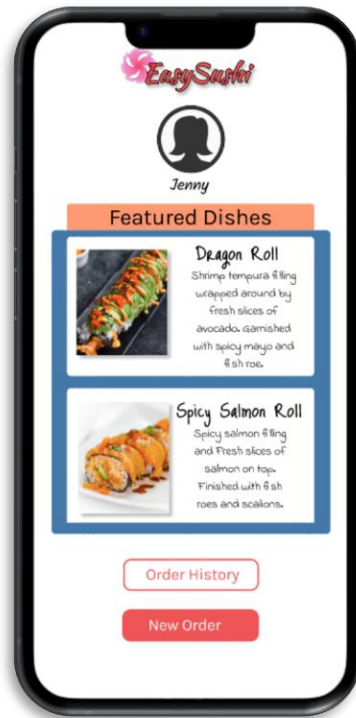 EasySushi
Jenny
Featured Dishes
Dragon Roll
Shrimp tempura filling
wrapped around by
fresh slices of
avocado. Garnished
with spicy mayo and
fish roe.
Spicy Salmon Roll
Spicy salmon filling
and Fresh slices of
salmon on top.
Finished with fish
roes and scalions.
Order History
New Order